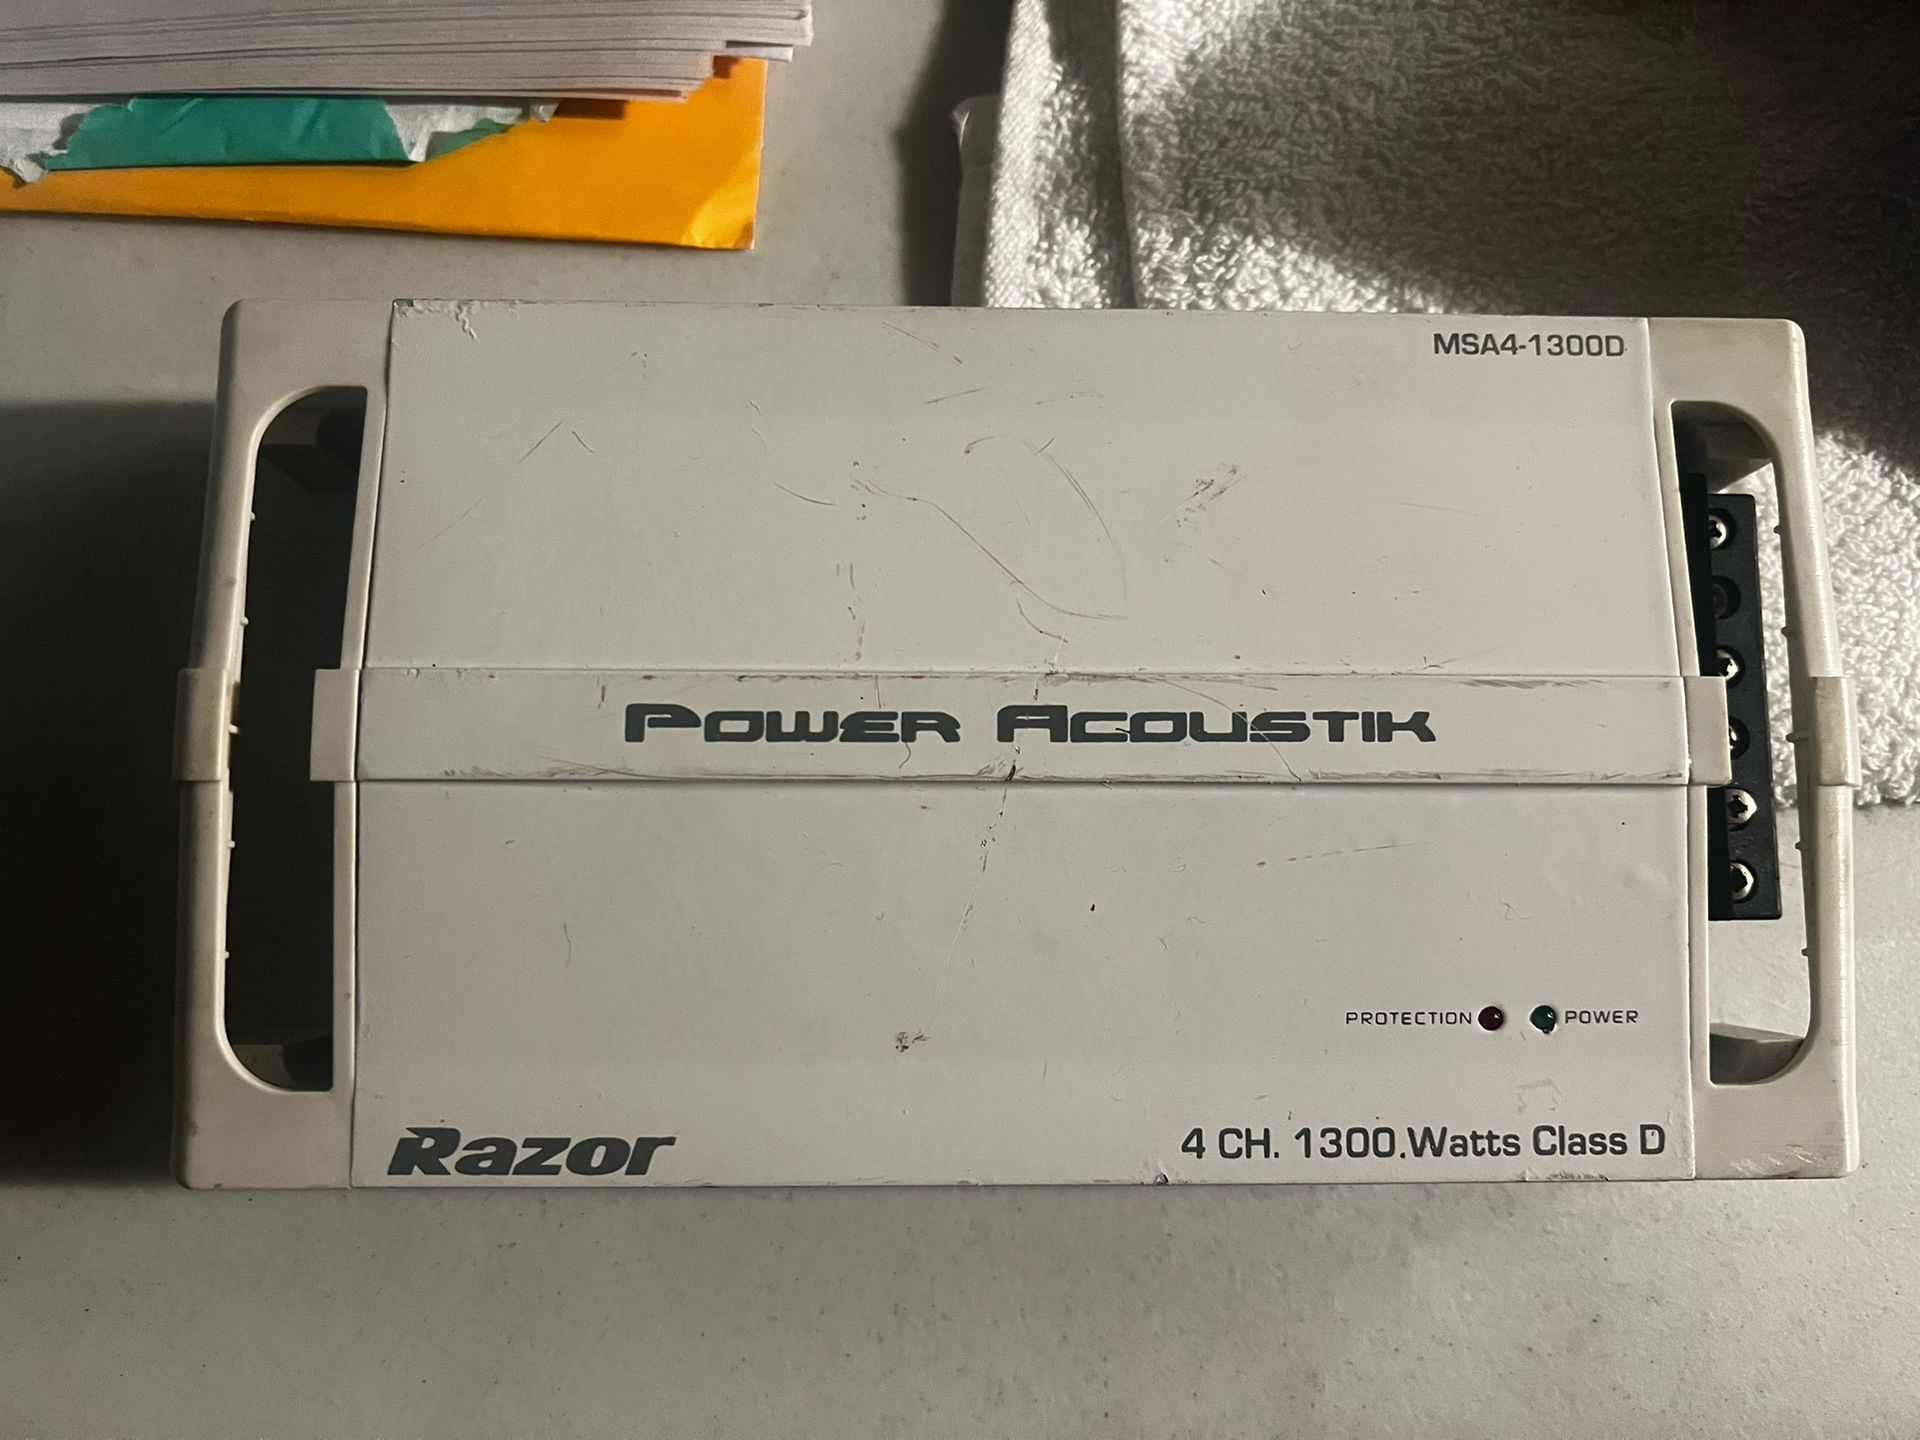 MSA4-1300D
POWER ACOUSTIK
PROTECTION POWER
Razor
4 CH. 1300.Watts Class D